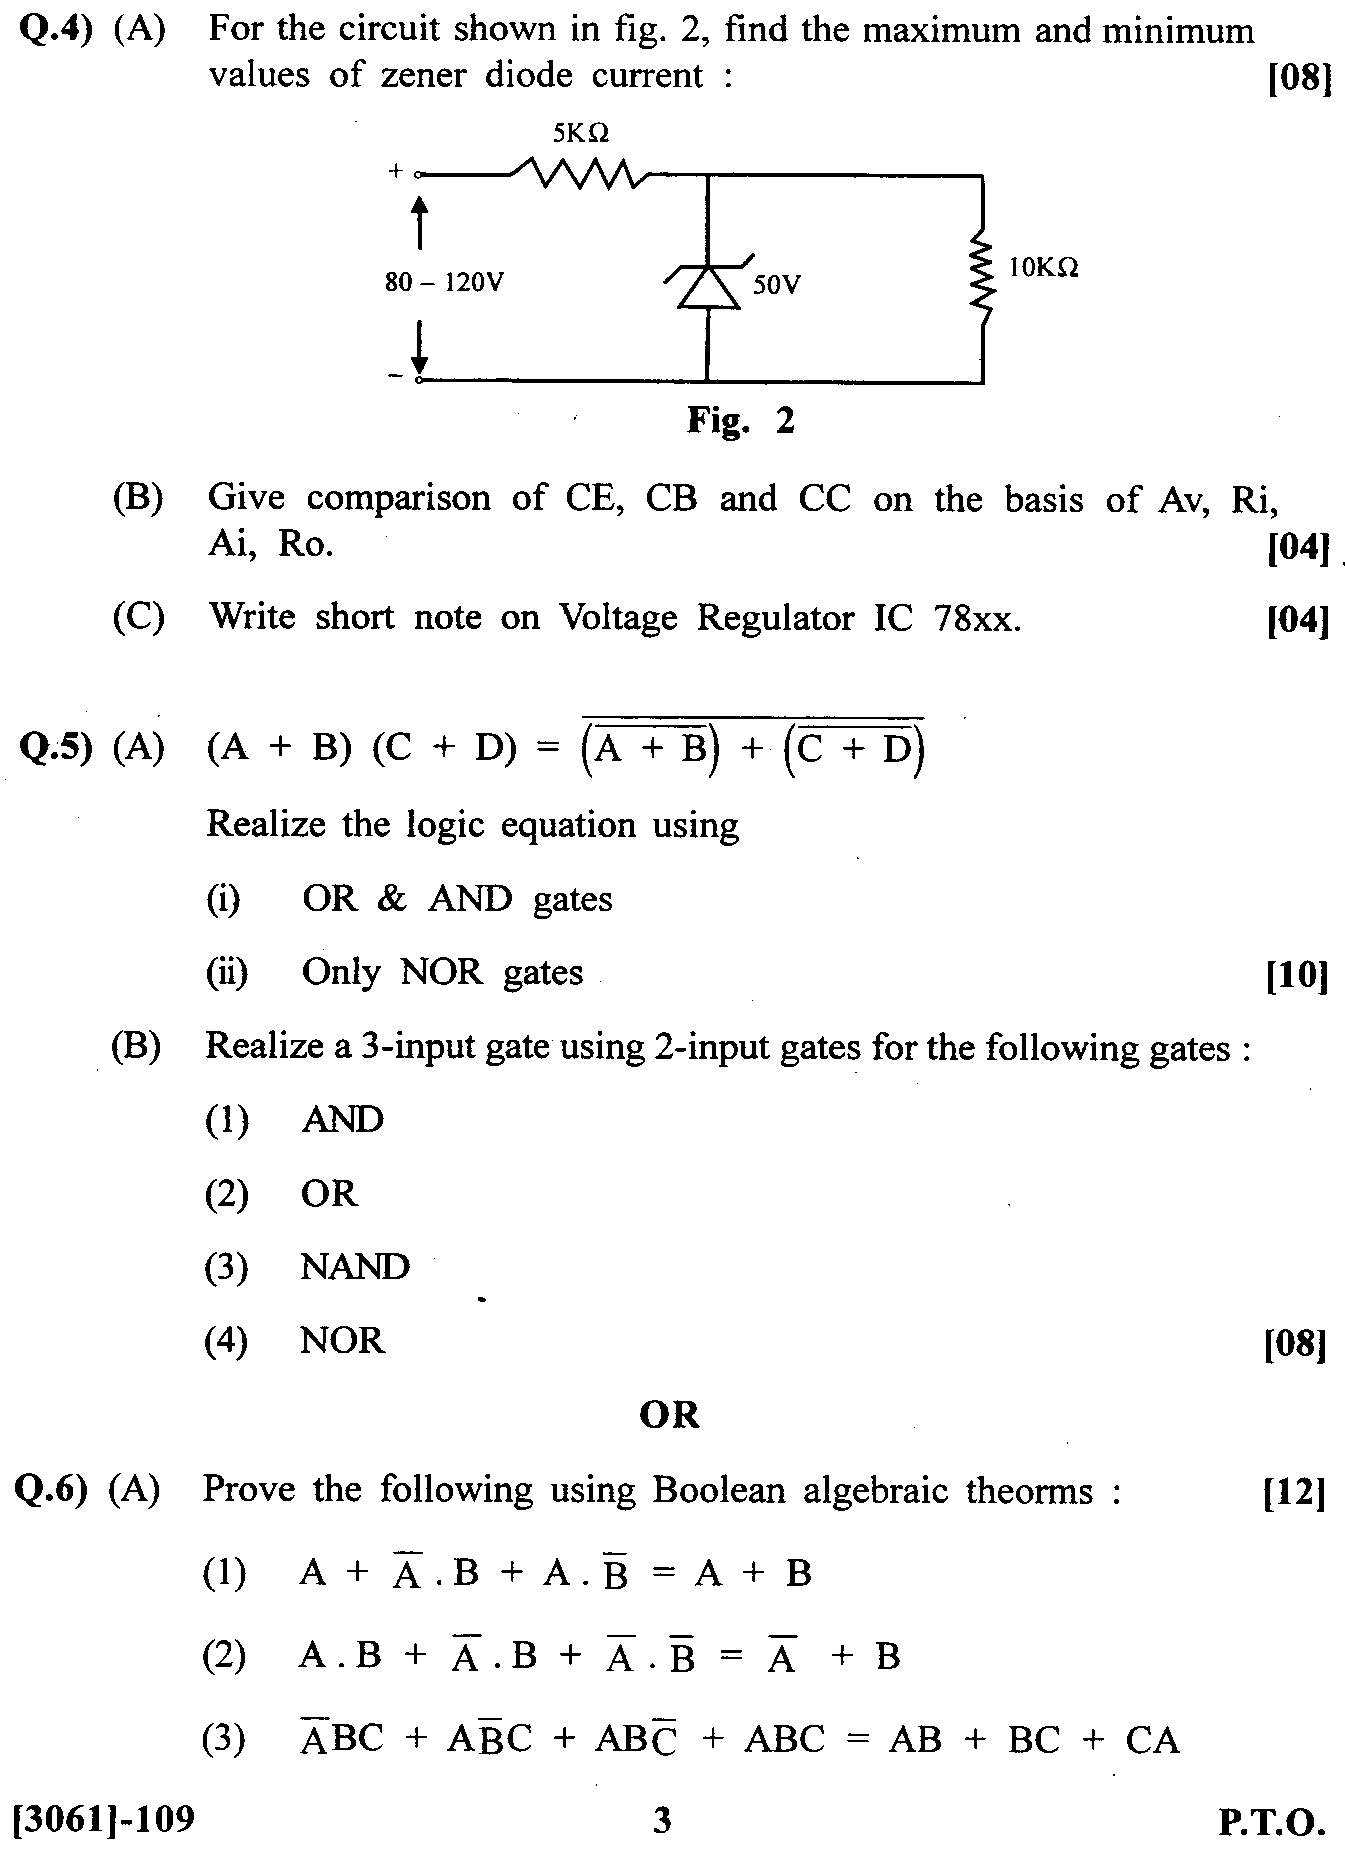 Q.4) (A) For the circuit shown in fig. 2, find the maximum and minimum
values of zener diode current : [08]
5KΩ
+
80 – 120V
50V
10KΩ
–
Fig. 2
(B) Give comparison of CE, CB and CC on the basis of Av, Ri,
Ai, Ro. [04]
(C) Write short note on Voltage Regulator IC 78xx. [04]
Q.5) (A) (A + B) (C + D) = \overline{(\overline{A + B}) + (\overline{C + D})}
Realize the logic equation using
(i) OR & AND gates
(ii) Only NOR gates [10]
(B) Realize a 3-input gate using 2-input gates for the following gates :
(1) AND
(2) OR
(3) NAND
(4) NOR [08]
OR
Q.6) (A) Prove the following using Boolean algebraic theorms : [12]
(1) A + A̅ . B + A . B̅ = A + B
(2) A . B + A̅ . B + A̅ . B̅ = A̅ + B
(3) A̅BC + AB̅C + ABC̅ + ABC = AB + BC + CA
[3061]-109 3 P.T.O.